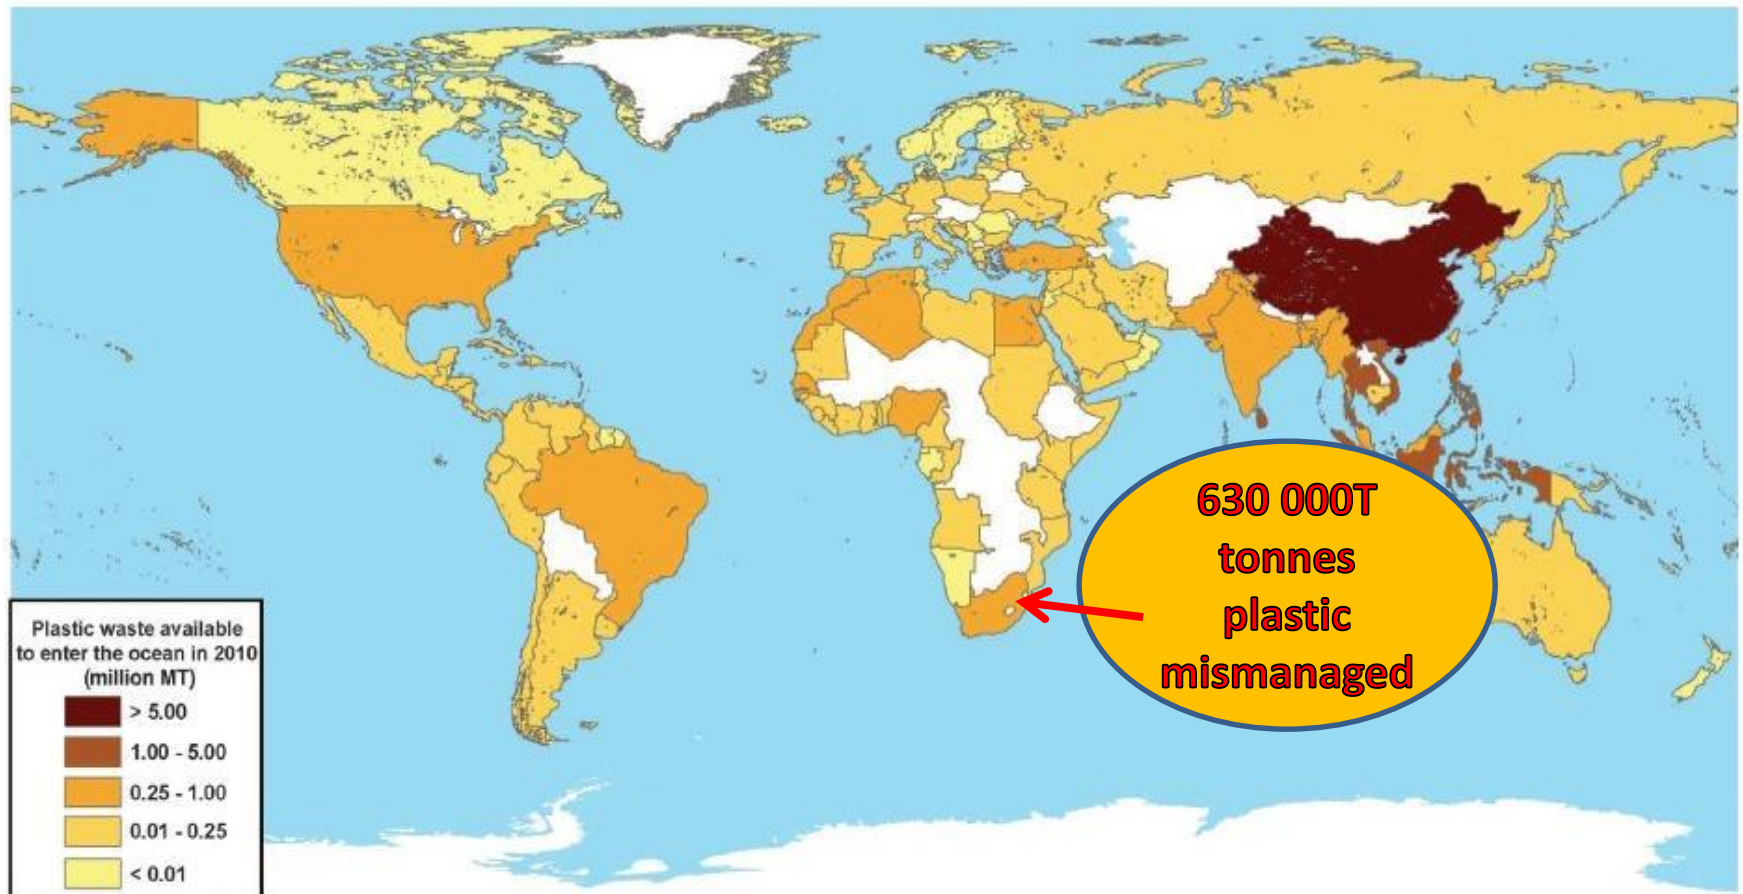 630 000T
tonnes
plastic
mismanaged
Plastic waste available
to enter the ocean in 2010
(million MT)
> 5.00
1.00 - 5.00
0.25 - 1.00
0.01 - 0.25
< 0.01